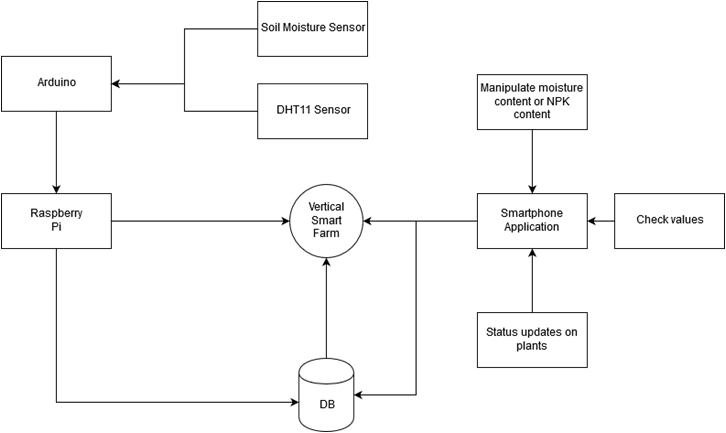 Soil Moisture Sensor
Arduino
DHT11 Sensor
Manipulate moisture
content or NPK
content
Raspberry
Pi
Vertical
Smart
Farm
Smartphone
Application
Check values
Status updates on
plants
DB